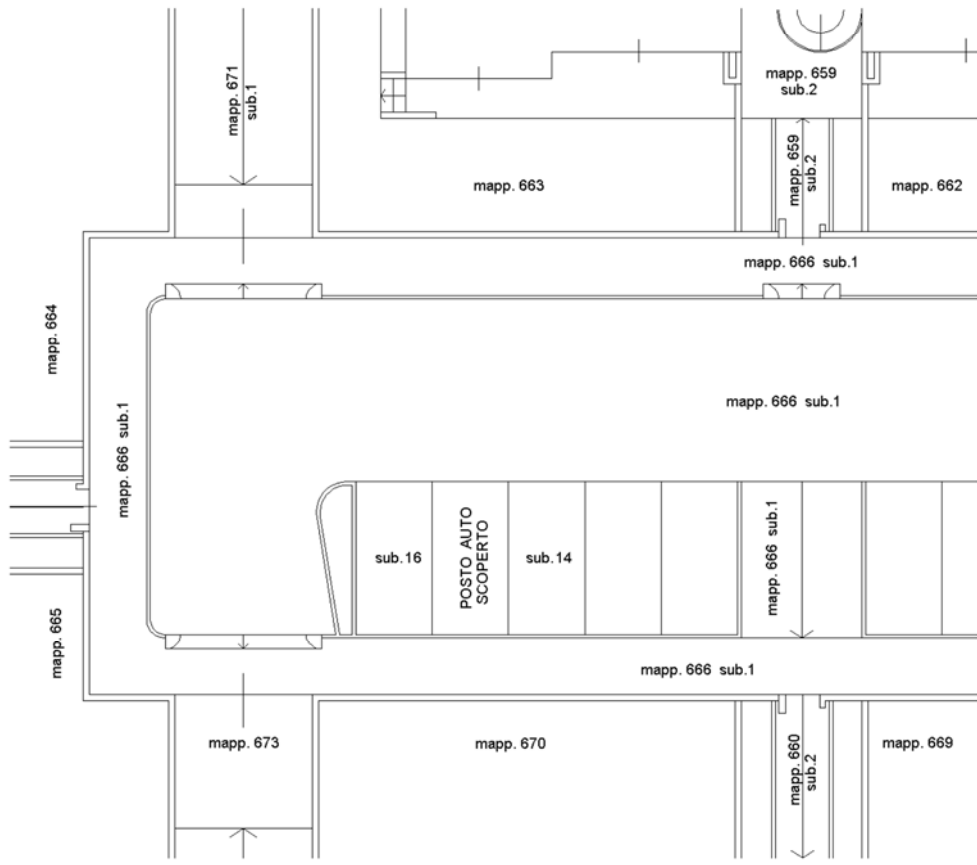 mapp. 671
sub.1
mapp. 659
sub.2
mapp. 659
sub.2
mapp. 663
mapp. 662
mapp. 666 sub.1
mapp. 664
mapp. 666 sub.1
mapp. 666 sub.1
sub.16
POSTO AUTO
SCOPERTO
sub.14
mapp. 666 sub.1
mapp. 665
mapp. 666 sub.1
mapp. 673
mapp. 670
mapp. 660
sub.2
mapp. 669